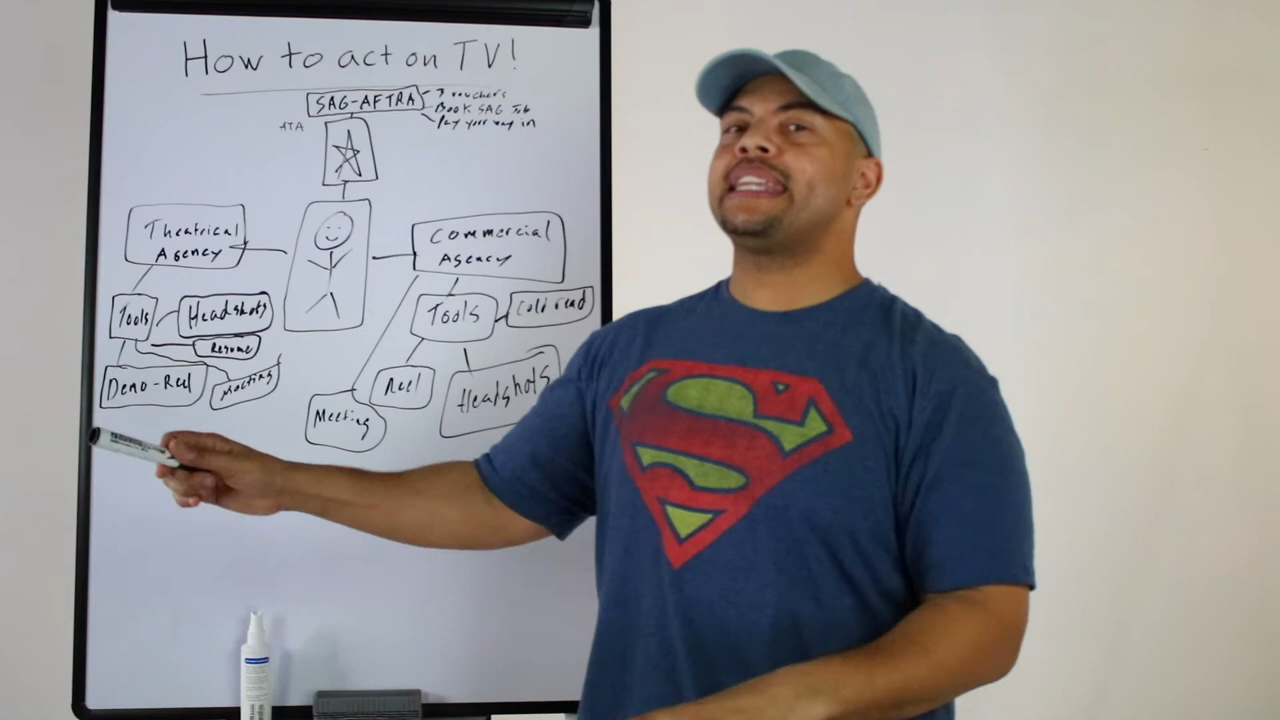 How to act on TV!
SAG-AFTRA
3 vouchers
Book SAG Job
Pay your way in
ATA
Theatrical
Agency
Commercial
Agency
Tools
Headshots
Resume
Demo-Reel
Meeting
Tools
Cold read
Reel
Headshots
Meeting
S